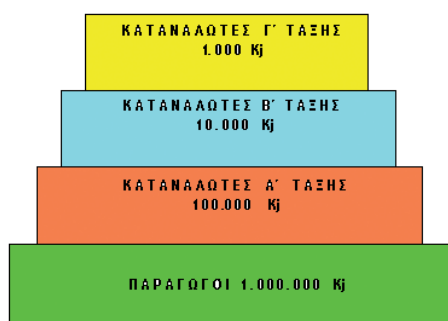 ΚΑΤΑΝΑΛΩΤΕΣ Γ΄ ΤΑΞΗΣ
1.000 Kj
ΚΑΤΑΝΑΛΩΤΕΣ Β΄ ΤΑΞΗΣ
10.000 Kj
ΚΑΤΑΝΑΛΩΤΕΣ Α΄ ΤΑΞΗΣ
100.000 Kj
ΠΑΡΑΓΩΓΟΙ 1.000.000 Kj